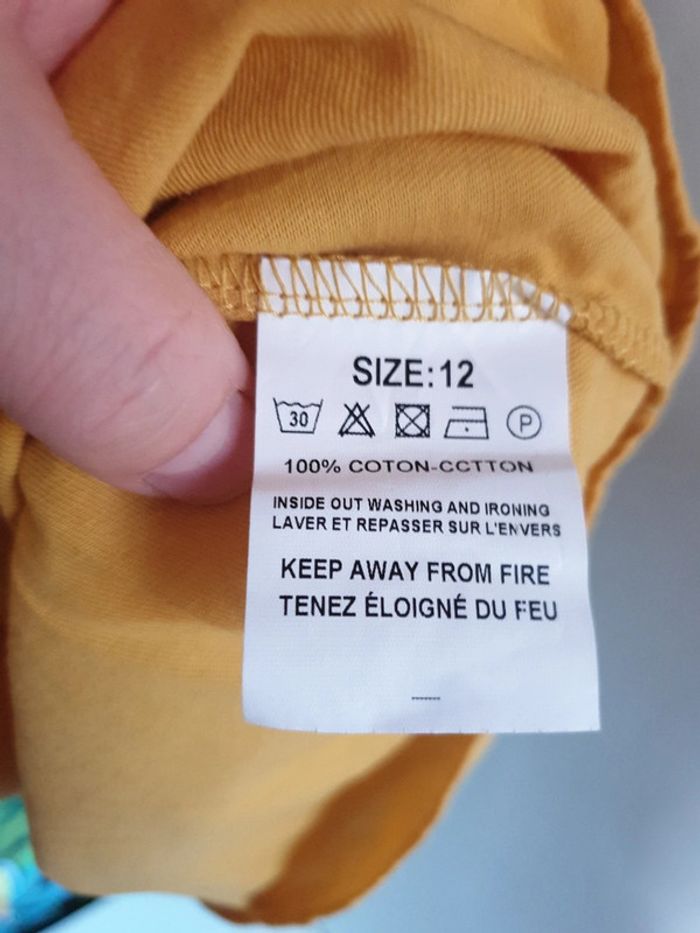 SIZE:12
30 P
100% COTON-CCTTON
INSIDE OUT WASHING AND IRONING
LAVER ET REPASSER SUR L'ENVERS
KEEP AWAY FROM FIRE
TENEZ ÉLOIGNÉ DU FEU